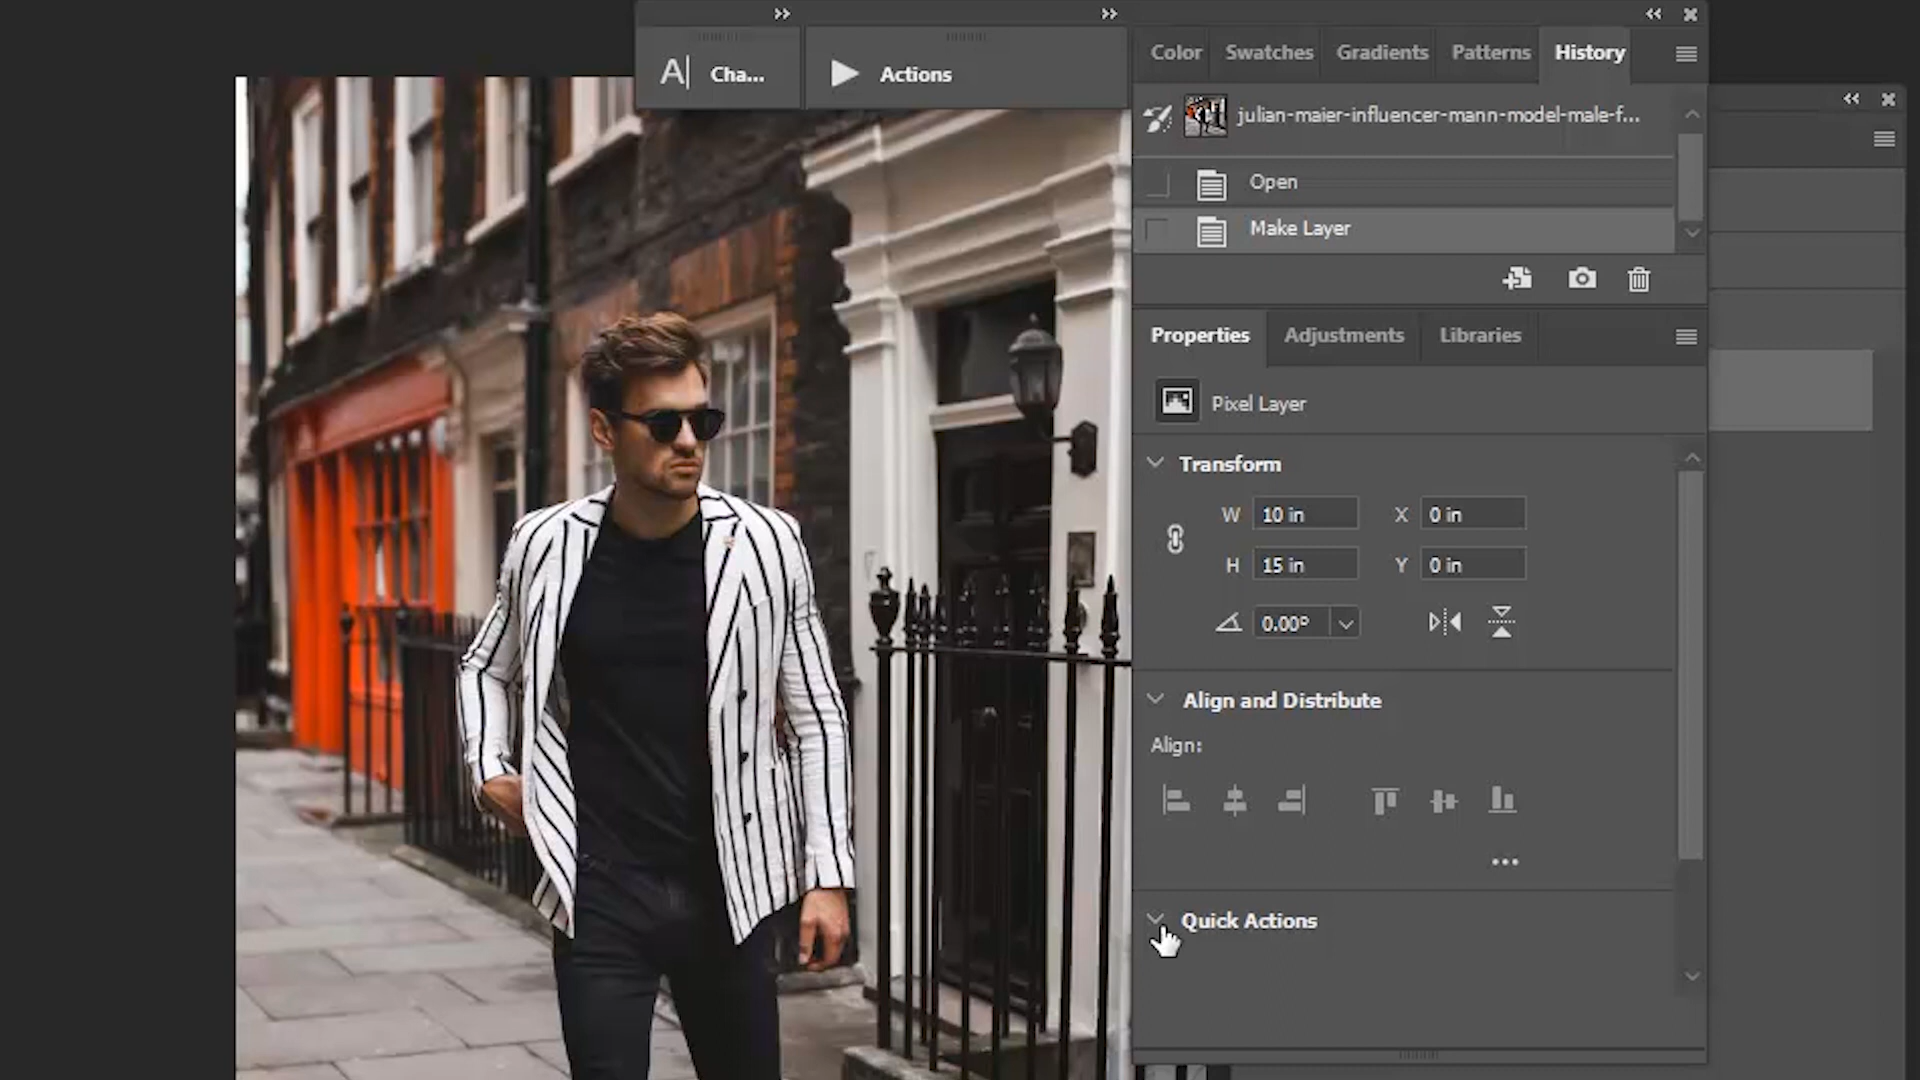 Cha...
Actions
Color Swatches Gradients Patterns History
julian-maier-influencer-mann-model-male-f...
Open
Make Layer
Properties Adjustments Libraries
Pixel Layer
Transform
W 10 in X 0 in
H 15 in Y 0 in
0.00º
Align and Distribute
Align:
Quick Actions